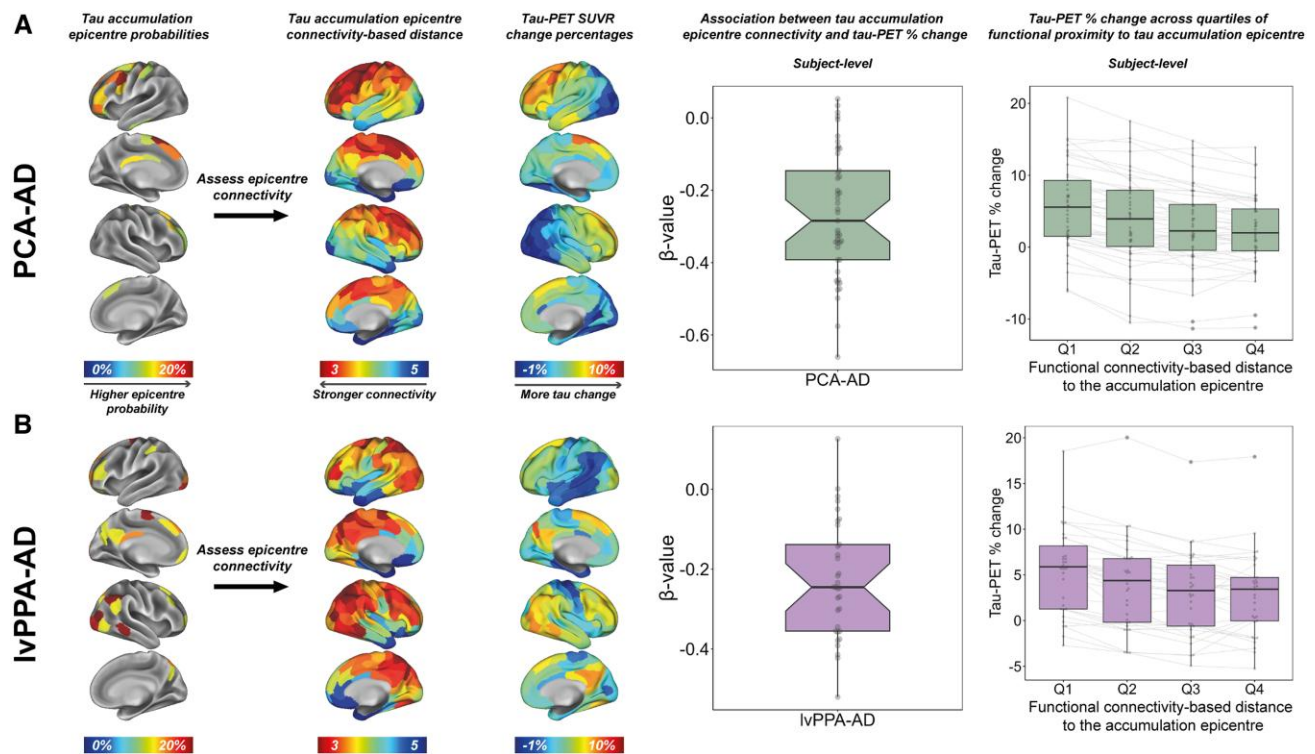 A
Tau accumulation
epicentre probabilities
Tau accumulation epicentre
connectivity-based distance
Tau-PET SUVR
change percentages
Association between tau accumulation
epicentre connectivity and tau-PET % change
Tau-PET % change across quartiles of
functional proximity to tau accumulation epicentre
Subject-level
Subject-level
PCA-AD
Assess epicentre
connectivity
0% 20%
Higher epicentre
probability
3 5
Stronger connectivity
-1% 10%
More tau change
β-value
0.0
-0.2
-0.4
-0.6
PCA-AD
Tau-PET % change
20
10
0
-10
Q1 Q2 Q3 Q4
Functional connectivity-based distance
to the accumulation epicentre
B
lvPPA-AD
Assess epicentre
connectivity
0% 20%
3 5
-1% 10%
β-value
0.0
-0.2
-0.4
lvPPA-AD
Tau-PET % change
20
15
10
5
0
-5
Q1 Q2 Q3 Q4
Functional connectivity-based distance
to the accumulation epicentre